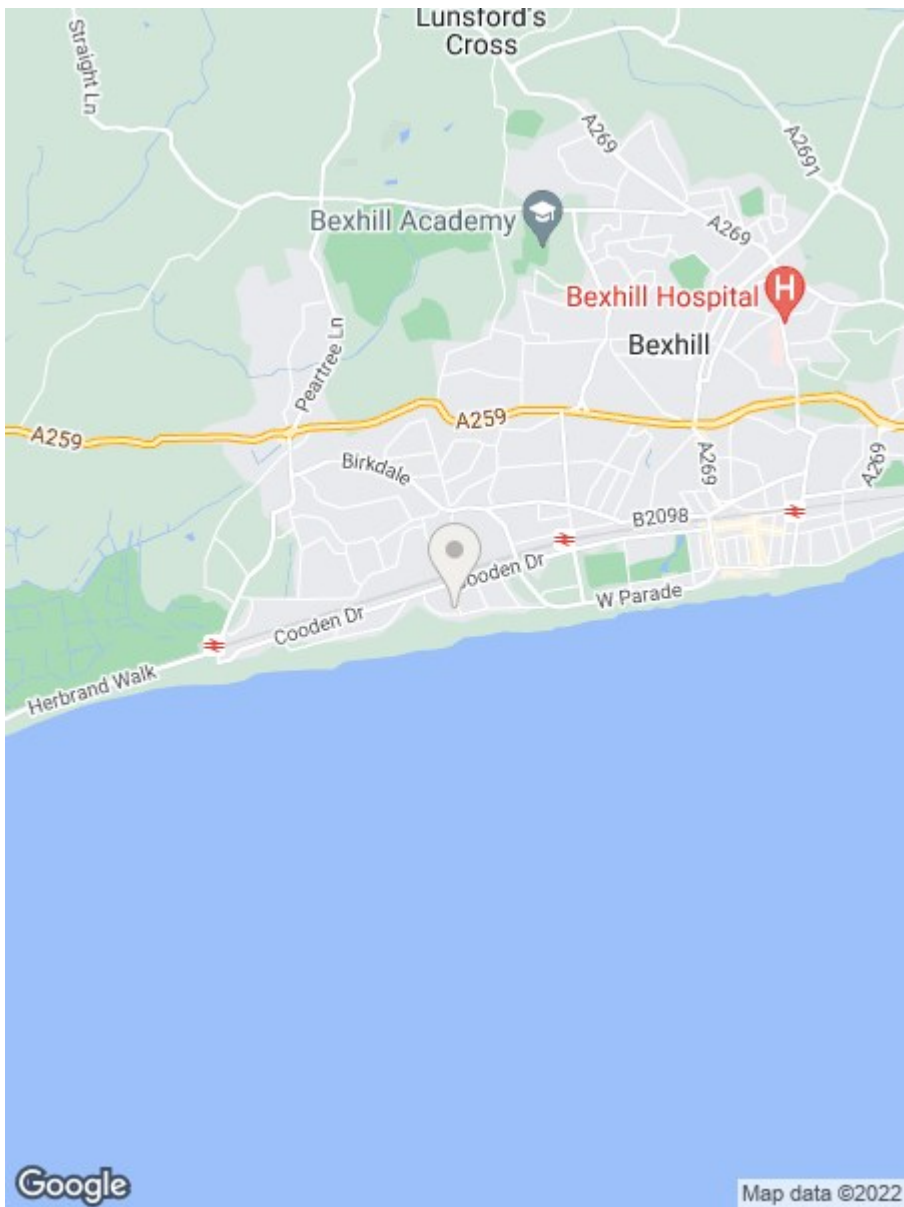 Lunsford's
Cross
Straight Ln
A269
A2691
Bexhill Academy
A269
Bexhill Hospital
H
Bexhill
Peartree Ln
A259
A259
Birkdale
A269
A269
B2098
Cooden Dr
W Parade
Cooden Dr
Herbrand Walk
Google
Map data ©2022